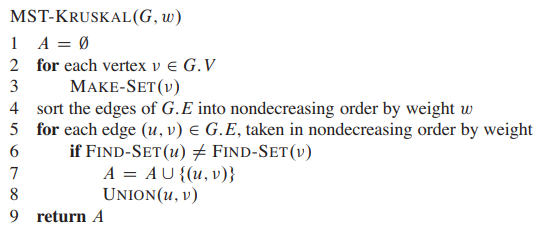 MST-KRUSKAL(G, w)
1 A = Ø
2 for each vertex v ∈ G.V
3 MAKE-SET(v)
4 sort the edges of G.E into nondecreasing order by weight w
5 for each edge (u, v) ∈ G.E, taken in nondecreasing order by weight
6 if FIND-SET(u) ≠ FIND-SET(v)
7 A = A ∪ {(u, v)}
8 UNION(u, v)
9 return A